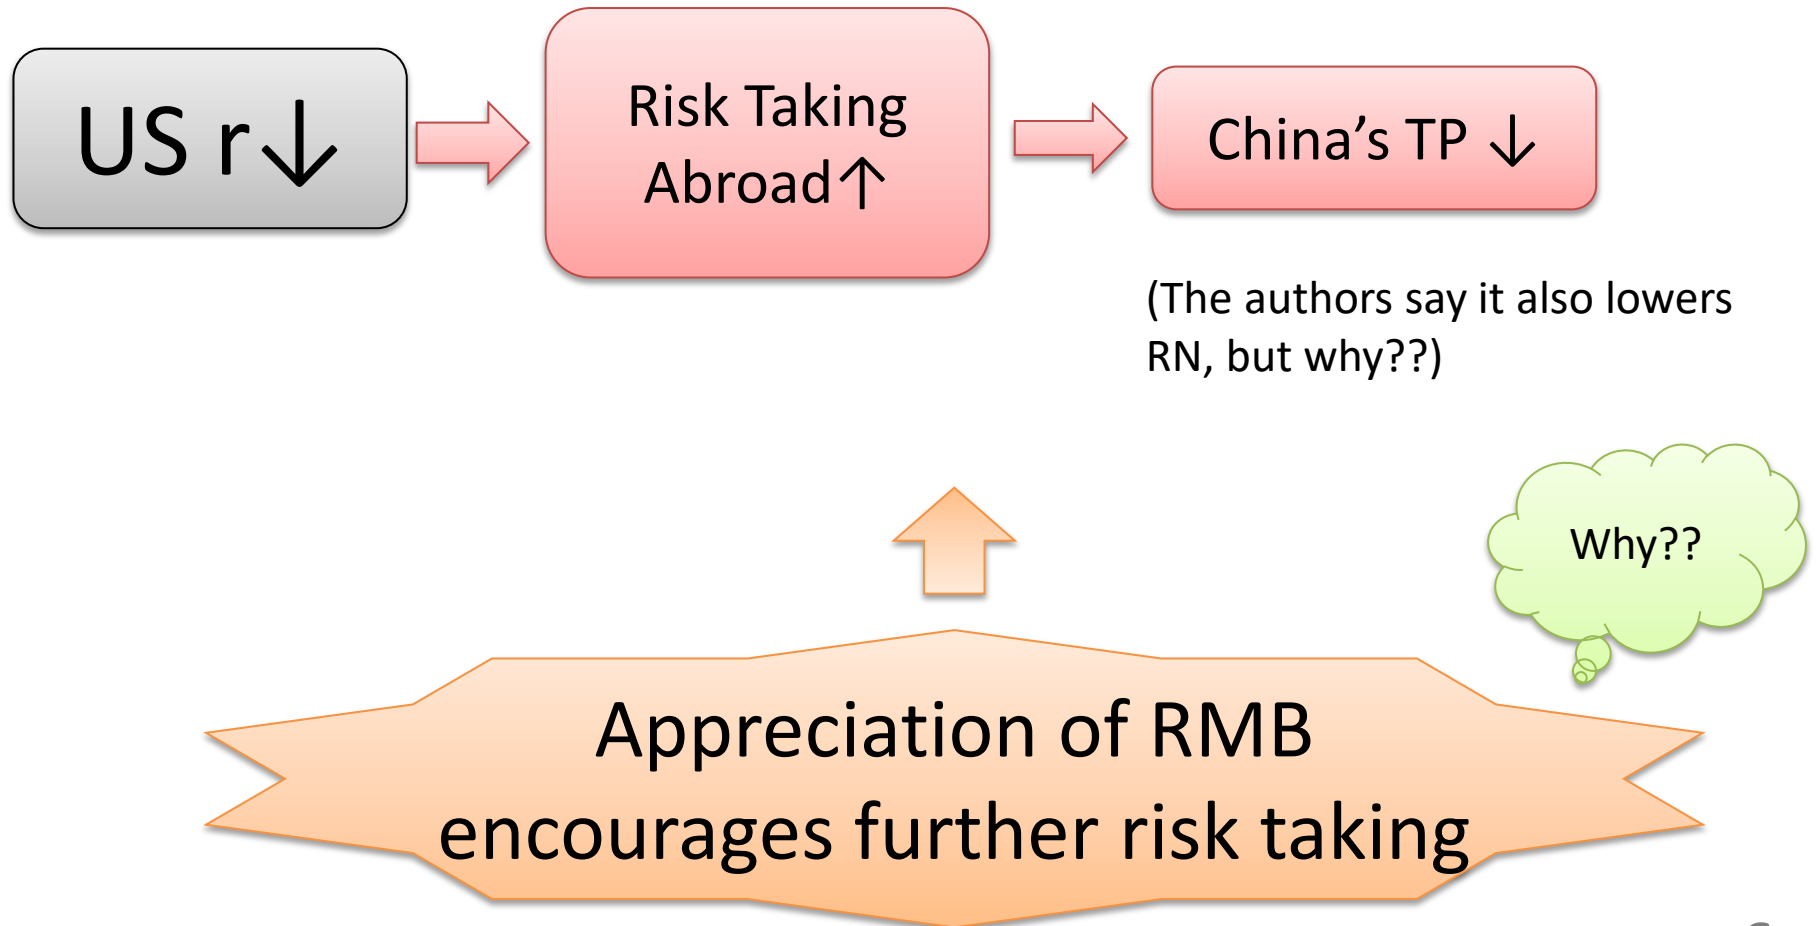 US r↓
Risk Taking
Abroad↑
China's TP ↓
(The authors say it also lowers
RN, but why??)
Why??
Appreciation of RMB
encourages further risk taking